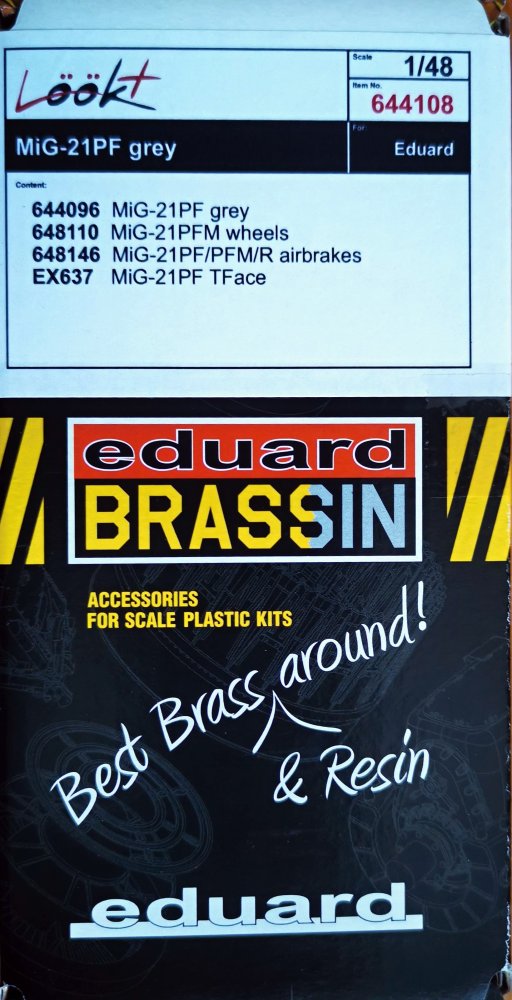 Löök+
Scale 1/48
Item No. 644108
MiG-21PF grey
For: Eduard
Content:
644096 MiG-21PF grey
648110 MiG-21PFM wheels
648146 MiG-21PF/PFM/R airbrakes
EX637 MiG-21PF TFace
eduard
BRASSIN
ACCESSORIES
FOR SCALE PLASTIC KITS
Best Brass around!
& Resin
eduard